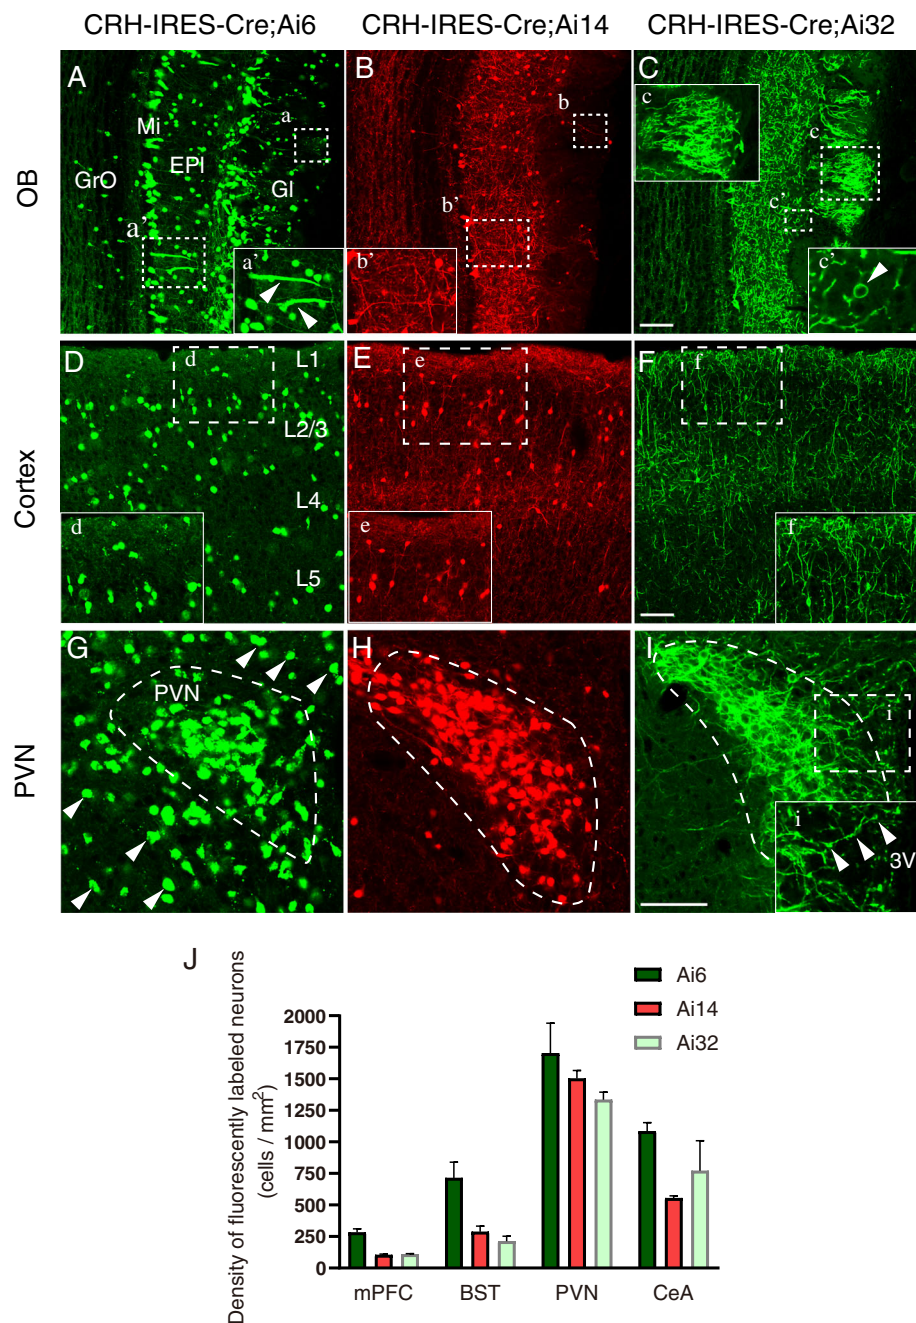 CRH-IRES-Cre;Ai6 CRH-IRES-Cre;Ai14 CRH-IRES-Cre;Ai32
OB
A
a
Mi
EPl
GrO
Gl
a’
a’
B
b
b’
b’
C
c
c
c’
c’
Cortex
D
d
L1
L2/3
L4
d
L5
E
e
e
F
f
f
PVN
G
PVN
H
I
i
i
3V
J
Density of fluorescently labeled neurons
(cells / mm²)
Ai6
Ai14
Ai32
2000
1750
1500
1250
1000
750
500
250
0
mPFC BST PVN CeA